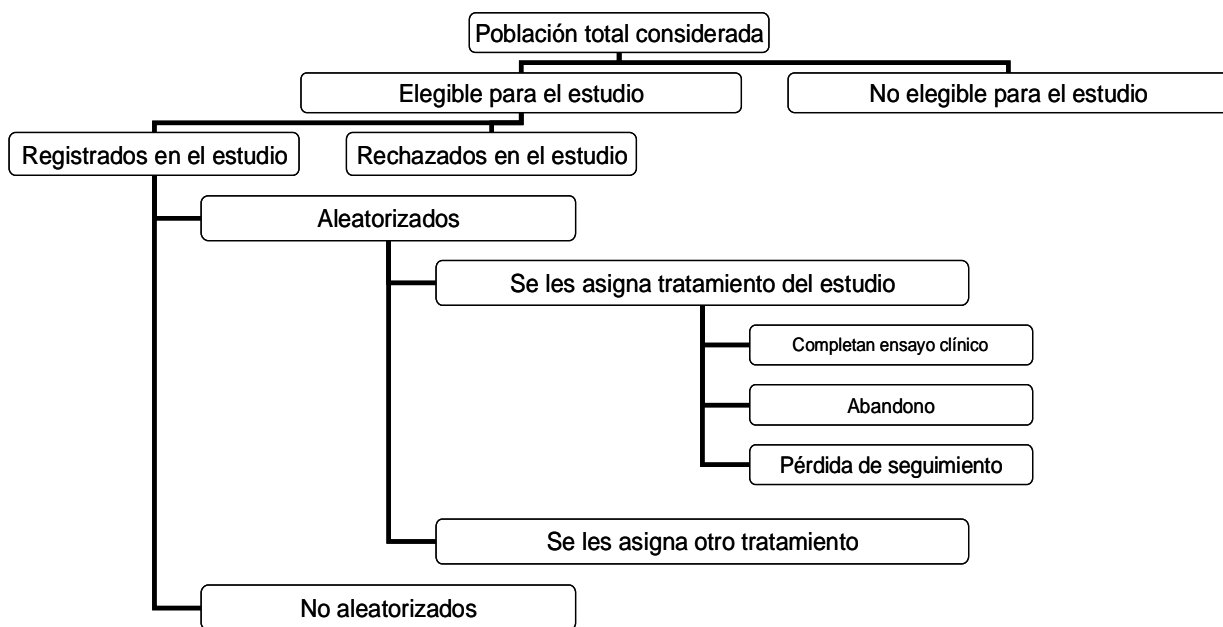 Población total considerada
Elegible para el estudio
No elegible para el estudio
Registrados en el estudio
Rechazados en el estudio
Aleatorizados
Se les asigna tratamiento del estudio
Completan ensayo clínico
Abandono
Pérdida de seguimiento
Se les asigna otro tratamiento
No aleatorizados